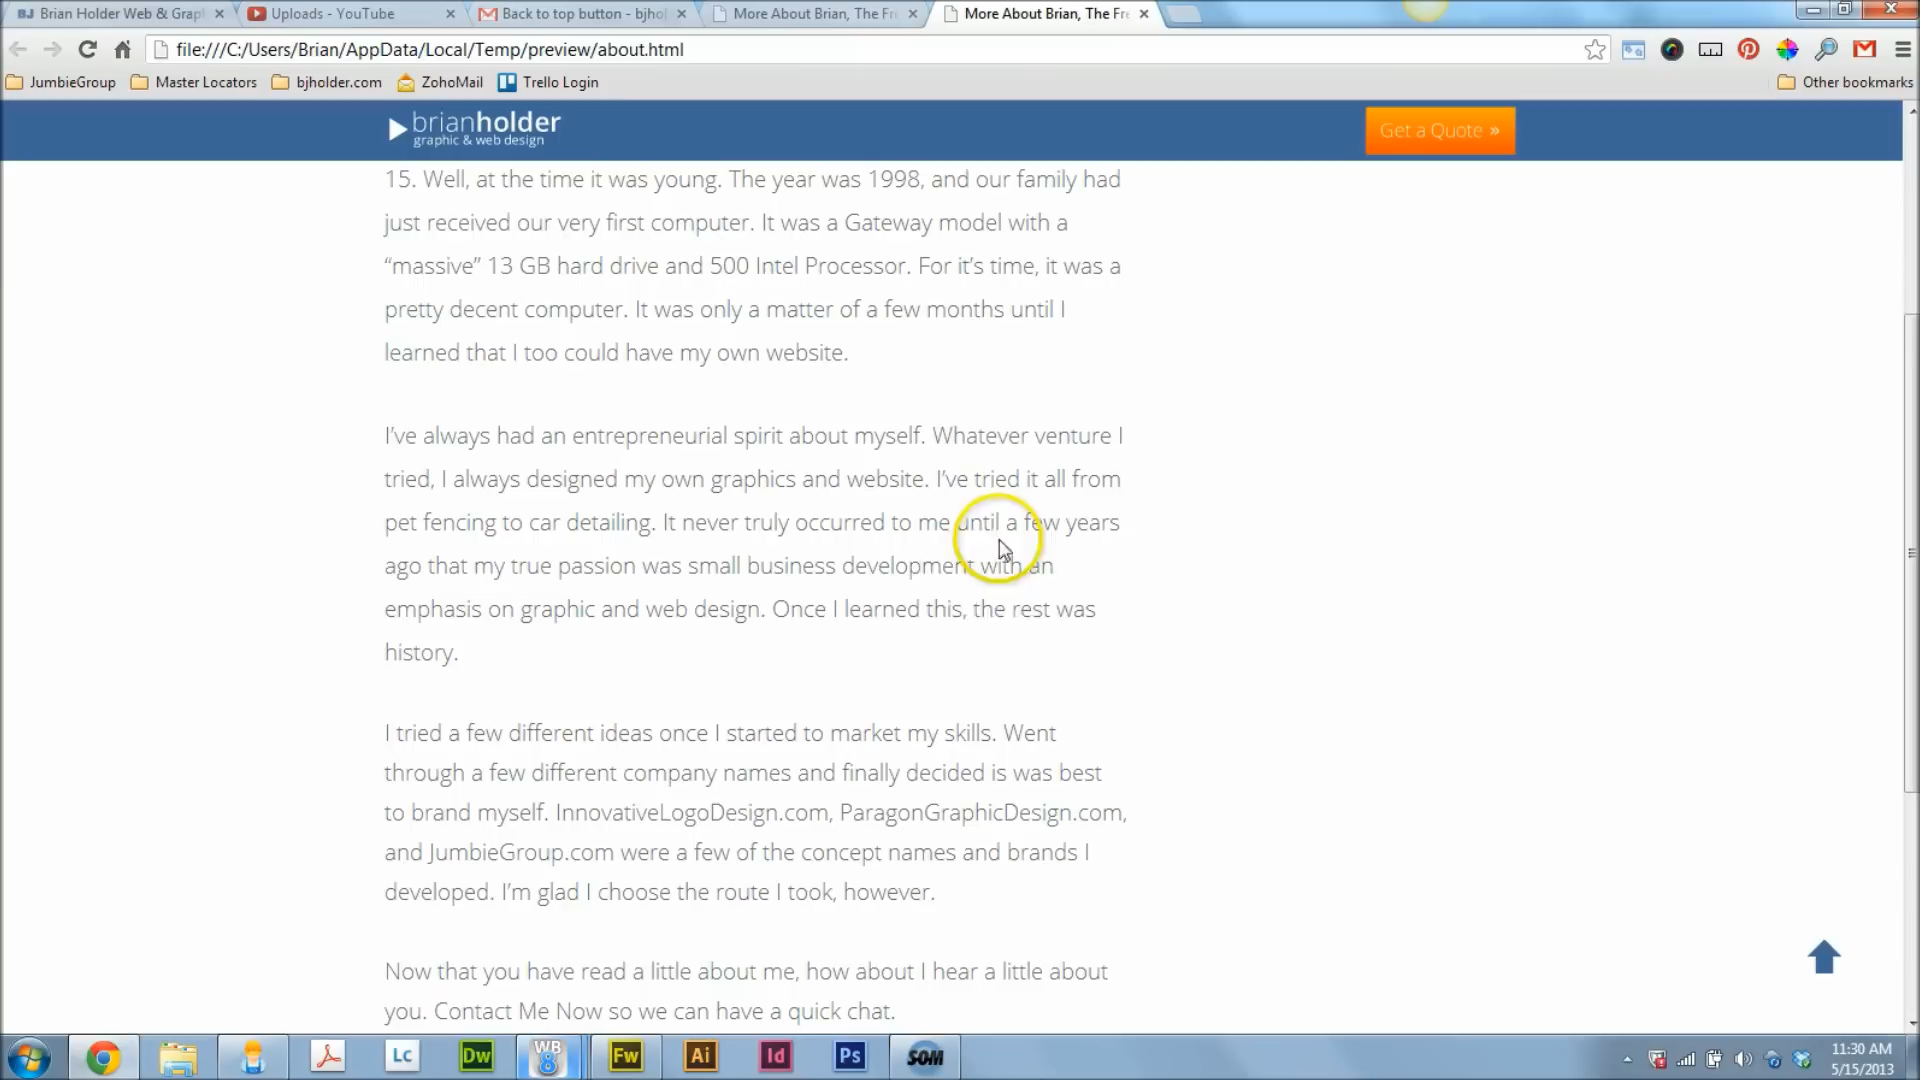 BJ Brian Holder Web & Grap
Uploads - YouTube
Back to top button - bjhol
More About Brian, The Fr
More About Brian, The Fre
file:///C:/Users/Brian/AppData/Local/Temp/preview/about.html
JumbieGroup
Master Locators
bjholder.com
ZohoMail
Trello Login
Other bookmarks
brianholder
graphic & web design
Get a Quote »
15. Well, at the time it was young. The year was 1998, and our family had
just received our very first computer. It was a Gateway model with a
“massive” 13 GB hard drive and 500 Intel Processor. For it’s time, it was a
pretty decent computer. It was only a matter of a few months until I
learned that I too could have my own website.
I’ve always had an entrepreneurial spirit about myself. Whatever venture I
tried, I always designed my own graphics and website. I’ve tried it all from
pet fencing to car detailing. It never truly occurred to me until a few years
ago that my true passion was small business development with an
emphasis on graphic and web design. Once I learned this, the rest was
history.
I tried a few different ideas once I started to market my skills. Went
through a few different company names and finally decided is was best
to brand myself. InnovativeLogoDesign.com, ParagonGraphicDesign.com,
and JumbieGroup.com were a few of the concept names and brands I
developed. I’m glad I choose the route I took, however.
Now that you have read a little about me, how about I hear a little about
you. Contact Me Now so we can have a quick chat.
Lc
Dw
WB
8
Fw
Ai
Id
Ps
SOM
11:30 AM
5/15/2013